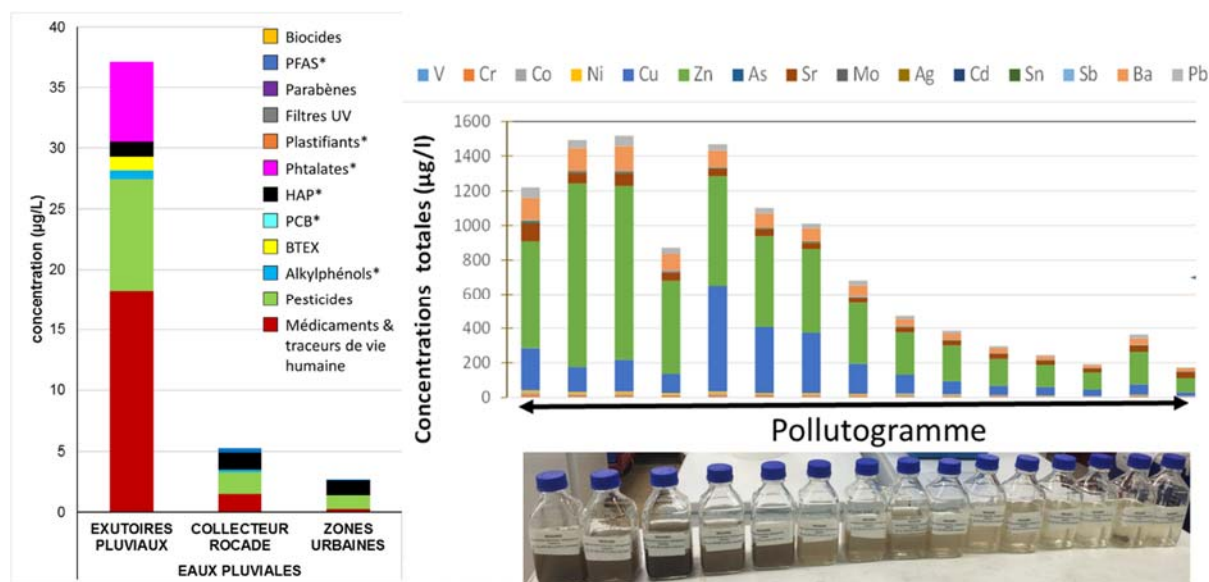 concentration (µg/L)
40
35
30
25
20
15
10
5
0
Biocides
PFAS*
Parabènes
Filtres UV
Plastifiants*
Phtalates*
HAP*
PCB*
BTEX
Alkylphénols*
Pesticides
Médicaments &
traceurs de vie
humaine
EXUTOIRES
PLUVIAUX
COLLECTEUR
ROCADE
ZONES
URBAINES
EAUX PLUVIALES
V Cr Co Ni Cu Zn As Sr Mo Ag Cd Sn Sb Ba Pb
Concentrations totales (µg/l)
1600
1400
1200
1000
800
600
400
200
0
Pollutogramme